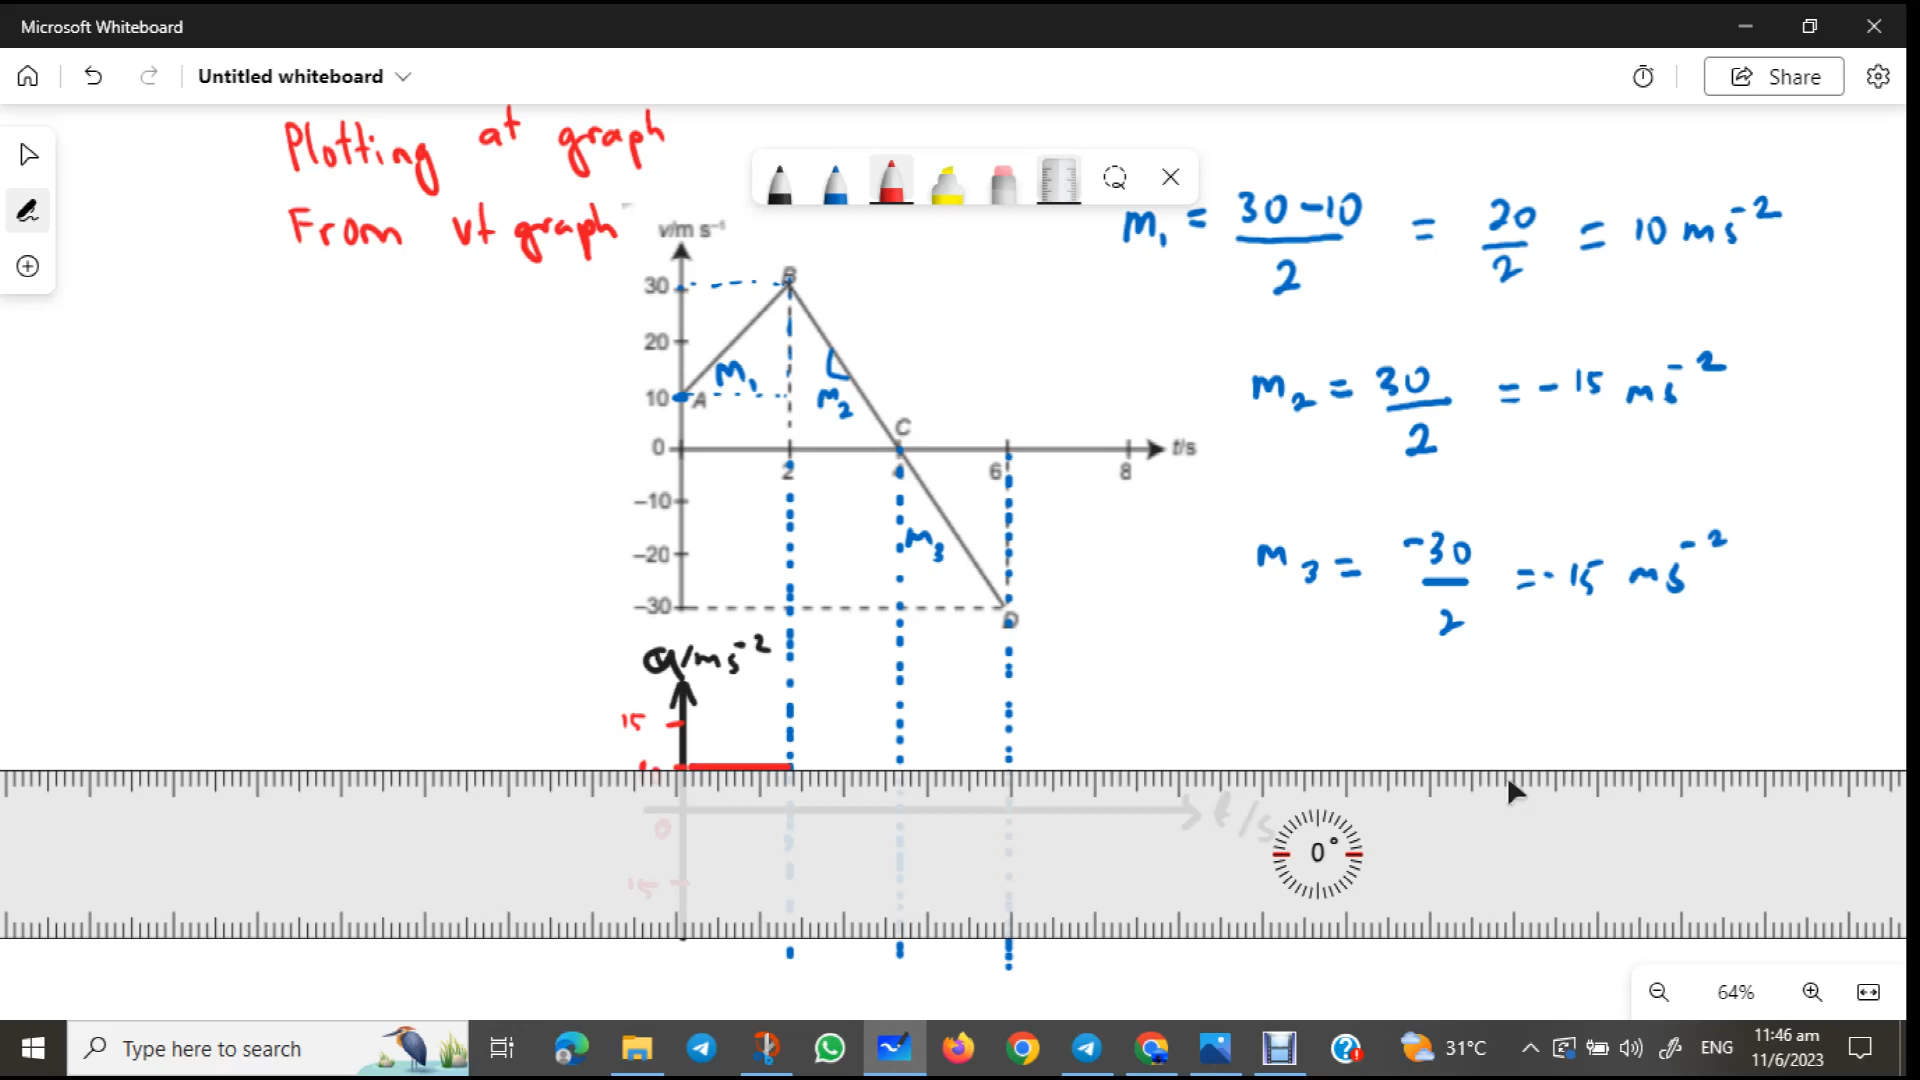 Microsoft Whiteboard
Untitled whiteboard
Share
Plotting at graph
From vt graph
v/m s⁻¹
30
20
10
0
-10
-20
-30
A
B
C
D
2
4
6
8
t/s
m₁
m₂
m₃
m₁ = 30-10 / 2 = 20 / 2 = 10 ms⁻²
m₂ = 30 / 2 = -15 ms⁻²
m₃ = -30 / 2 = -15 ms⁻²
a/ms⁻²
15
0
15
t/s
0°
64%
Type here to search
31°C
ENG
11:46 am
11/6/2023